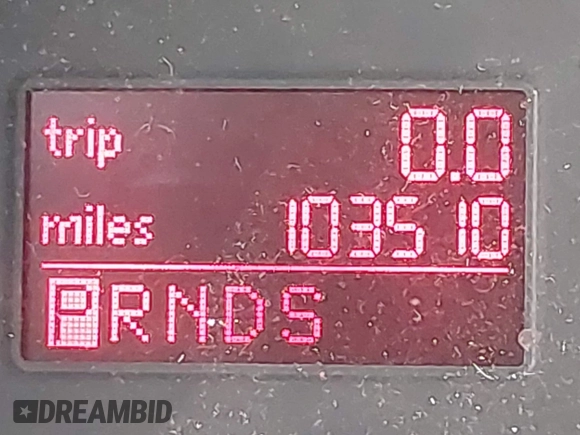 trip 0.0
miles 103510
PRNDS
DREAMBID